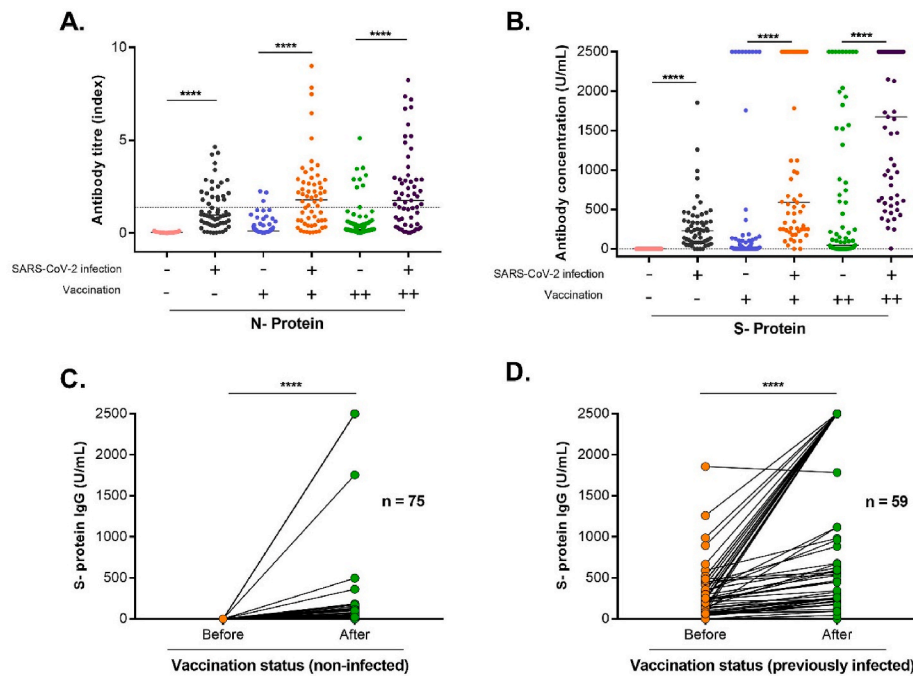 A.
Antibody titre (index)
10
5
0
****
****
****
SARS-CoV-2 infection - + - + - +
Vaccination - - + + ++ ++
N- Protein
B.
Antibody concentration (U/mL)
2500
2000
1500
1000
500
0
****
****
****
SARS-CoV-2 infection - + - + - +
Vaccination - - + + ++ ++
S- Protein
C.
S- protein IgG (U/mL)
2500
2000
1500
1000
500
0
****
n = 75
Before After
Vaccination status (non-infected)
D.
S- protein IgG (U/mL)
2500
2000
1500
1000
500
0
****
n = 59
Before After
Vaccination status (previously infected)